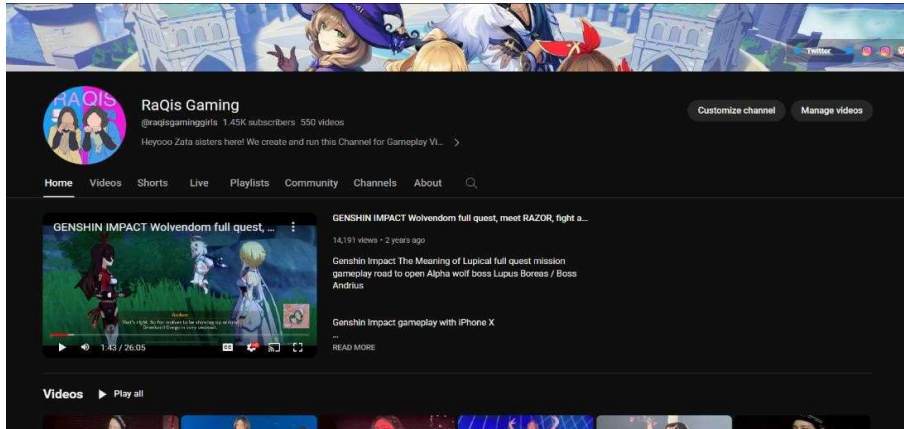 Twitter
RAQIS
RaQis Gaming
@raqisgaminggirls 1.45K subscribers 550 videos
Heyooo Zata sisters here! We create and run this Channel for Gameplay Vi...
Customize channel
Manage videos
Home Videos Shorts Live Playlists Community Channels About
GENSHIN IMPACT Wolvendom full quest, ...
1:43 / 26:05
GENSHIN IMPACT Wolvendom full quest, meet RAZOR, fight a...
14,191 views • 2 years ago
Genshin Impact The Meaning of Lupical full quest mission
gameplay road to open Alpha wolf boss Lupus Boreas / Boss
Andrius
Genshin Impact gameplay with iPhone X
...
READ MORE
Videos Play all